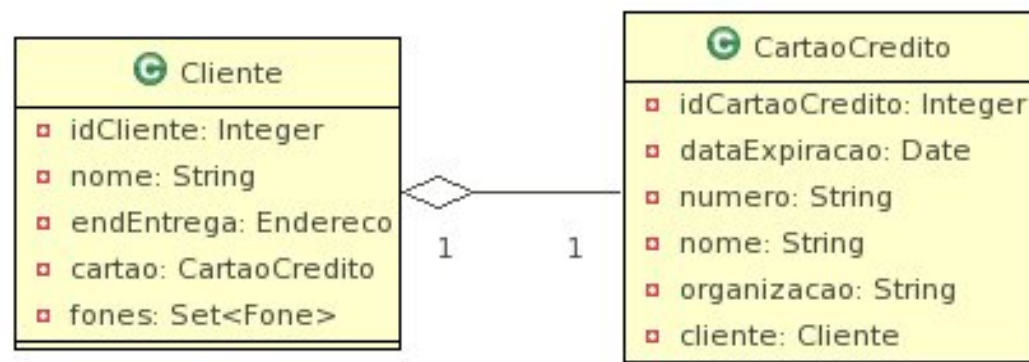 C Cliente
idCliente: Integer
nome: String
endEntrega: Endereco
cartao: CartaoCredito
fones: Set<Fone>
1
1
C CartaoCredito
idCartaoCredito: Integer
dataExpiracao: Date
numero: String
nome: String
organizacao: String
cliente: Cliente